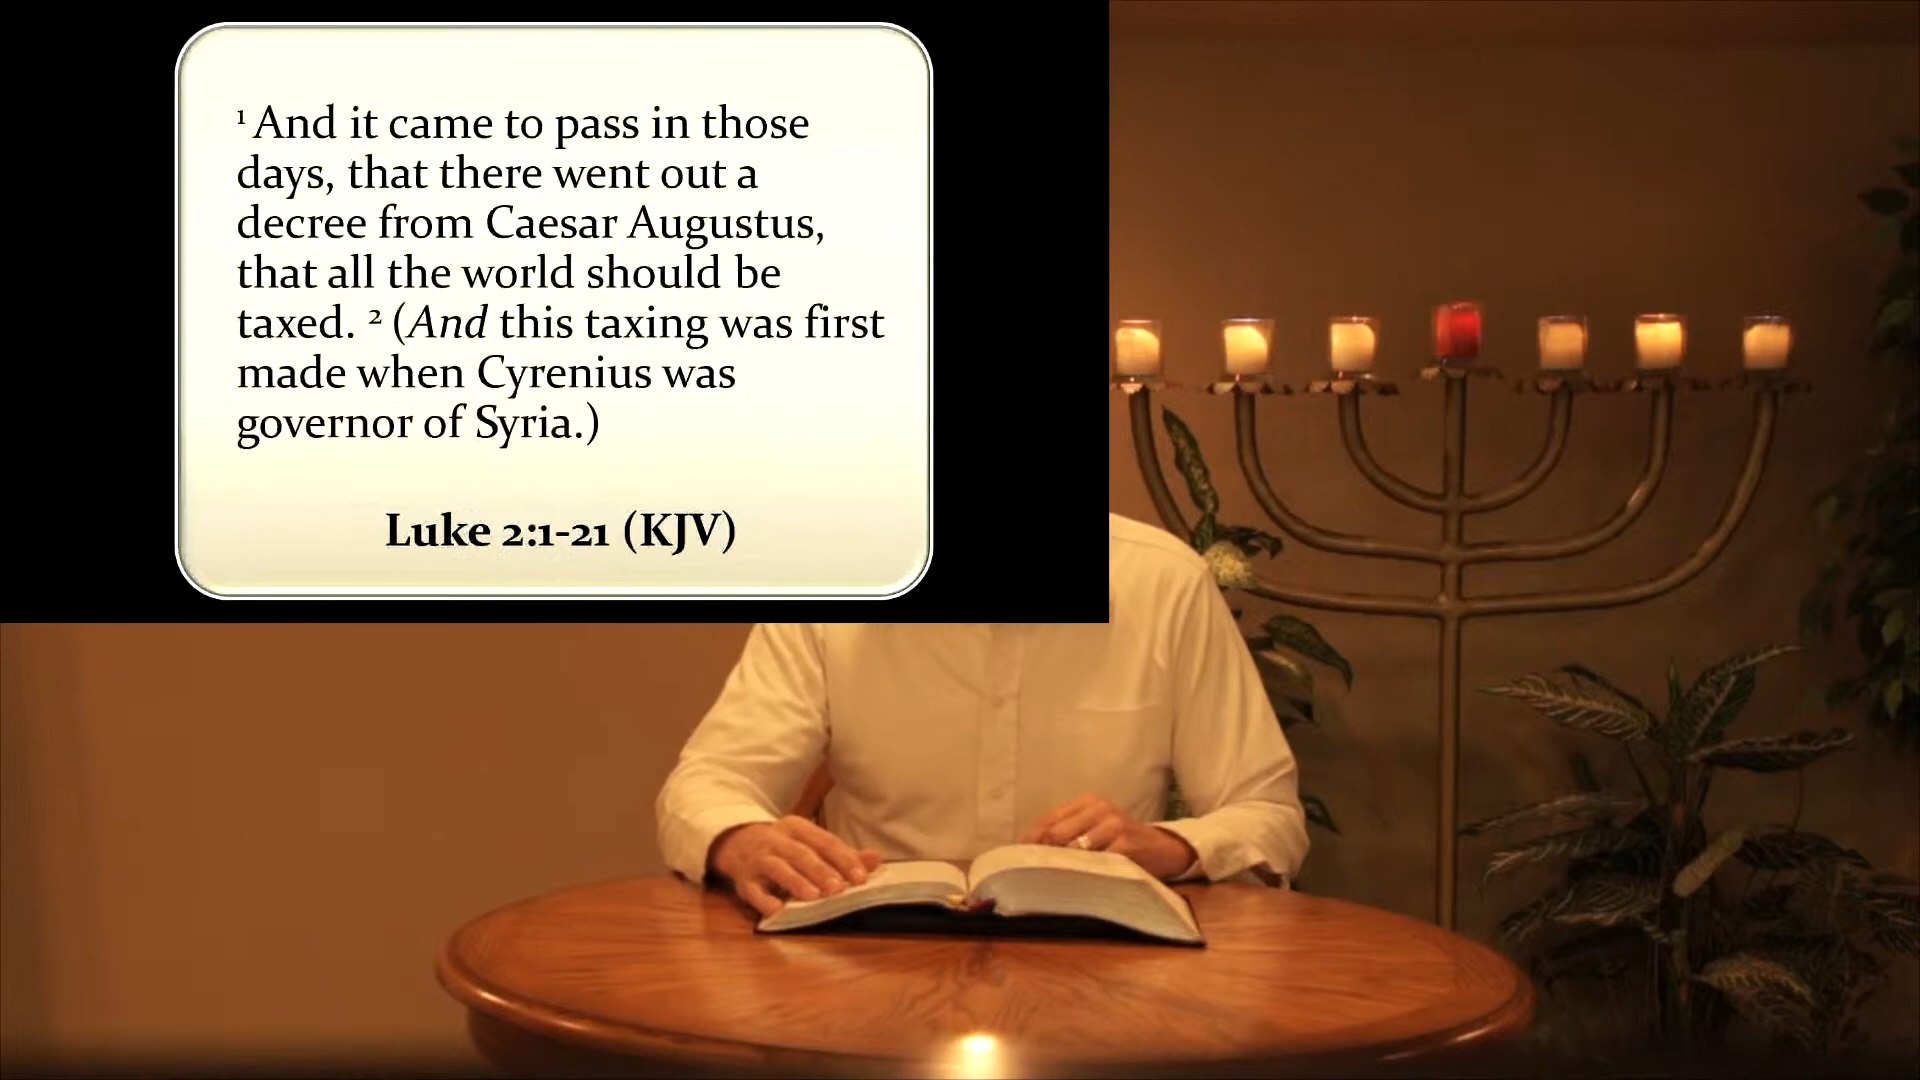 ¹ And it came to pass in those
days, that there went out a
decree from Caesar Augustus,
that all the world should be
taxed. ² (And this taxing was first
made when Cyrenius was
governor of Syria.)
Luke 2:1-21 (KJV)